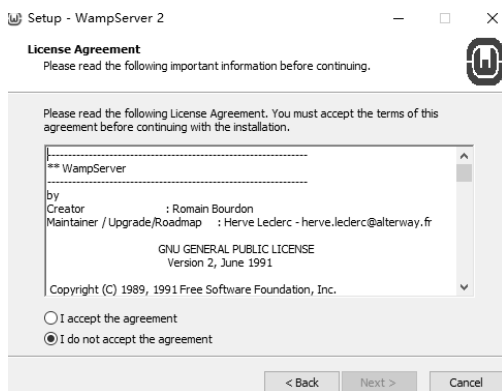 Setup - WampServer 2
License Agreement
Please read the following important information before continuing.
Please read the following License Agreement. You must accept the terms of this
agreement before continuing with the installation.
------------------------------------------------------------
** WampServer
------------------------------------------------------------
by
Creator : Romain Bourdon
Maintainer / Upgrade/Roadmap : Herve Leclerc - herve.leclerc@alterway.fr
GNU GENERAL PUBLIC LICENSE
Version 2, June 1991
Copyright (C) 1989, 1991 Free Software Foundation, Inc.
I accept the agreement
I do not accept the agreement
< Back Next > Cancel